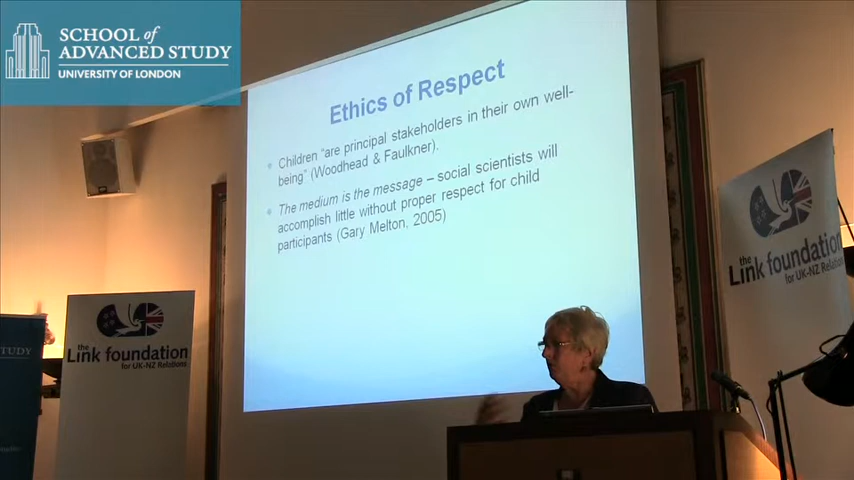 SCHOOL of
ADVANCED STUDY
UNIVERSITY OF LONDON
Ethics of Respect
Children “are principal stakeholders in their own well-
being” (Woodhead & Faulkner).
The medium is the message – social scientists will
accomplish little without proper respect for child
participants (Gary Melton, 2005)
the
Link foundation
for UK-NZ Relations
the
Link foundation
for UK-NZ Relations
STUDY